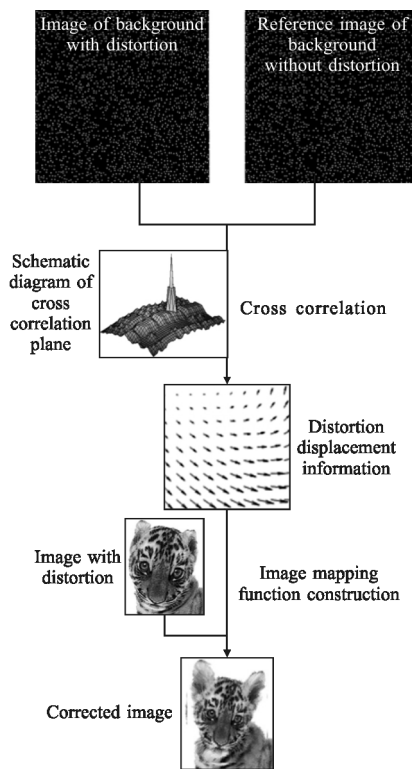 Image of background
with distortion
Reference image of
background
without distortion
Schematic
diagram of
cross
correlation
plane
Cross correlation
Distortion
displacement
information
Image with
distortion
Image mapping
function construction
Corrected image